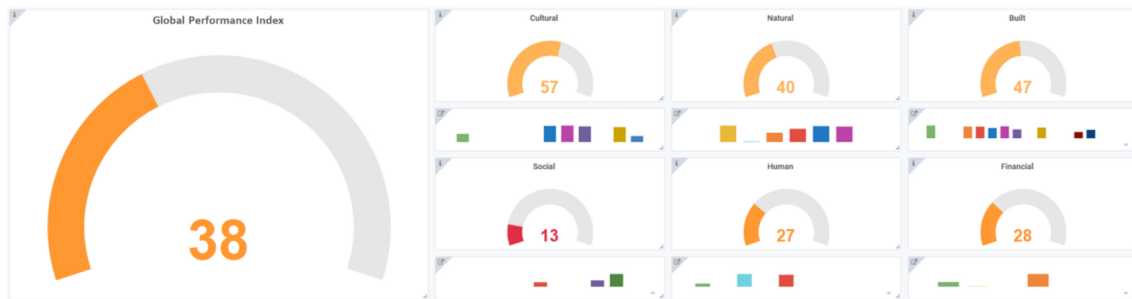 Global Performance Index
38
Cultural
57
Natural
40
Built
47
Social
13
Human
27
Financial
28